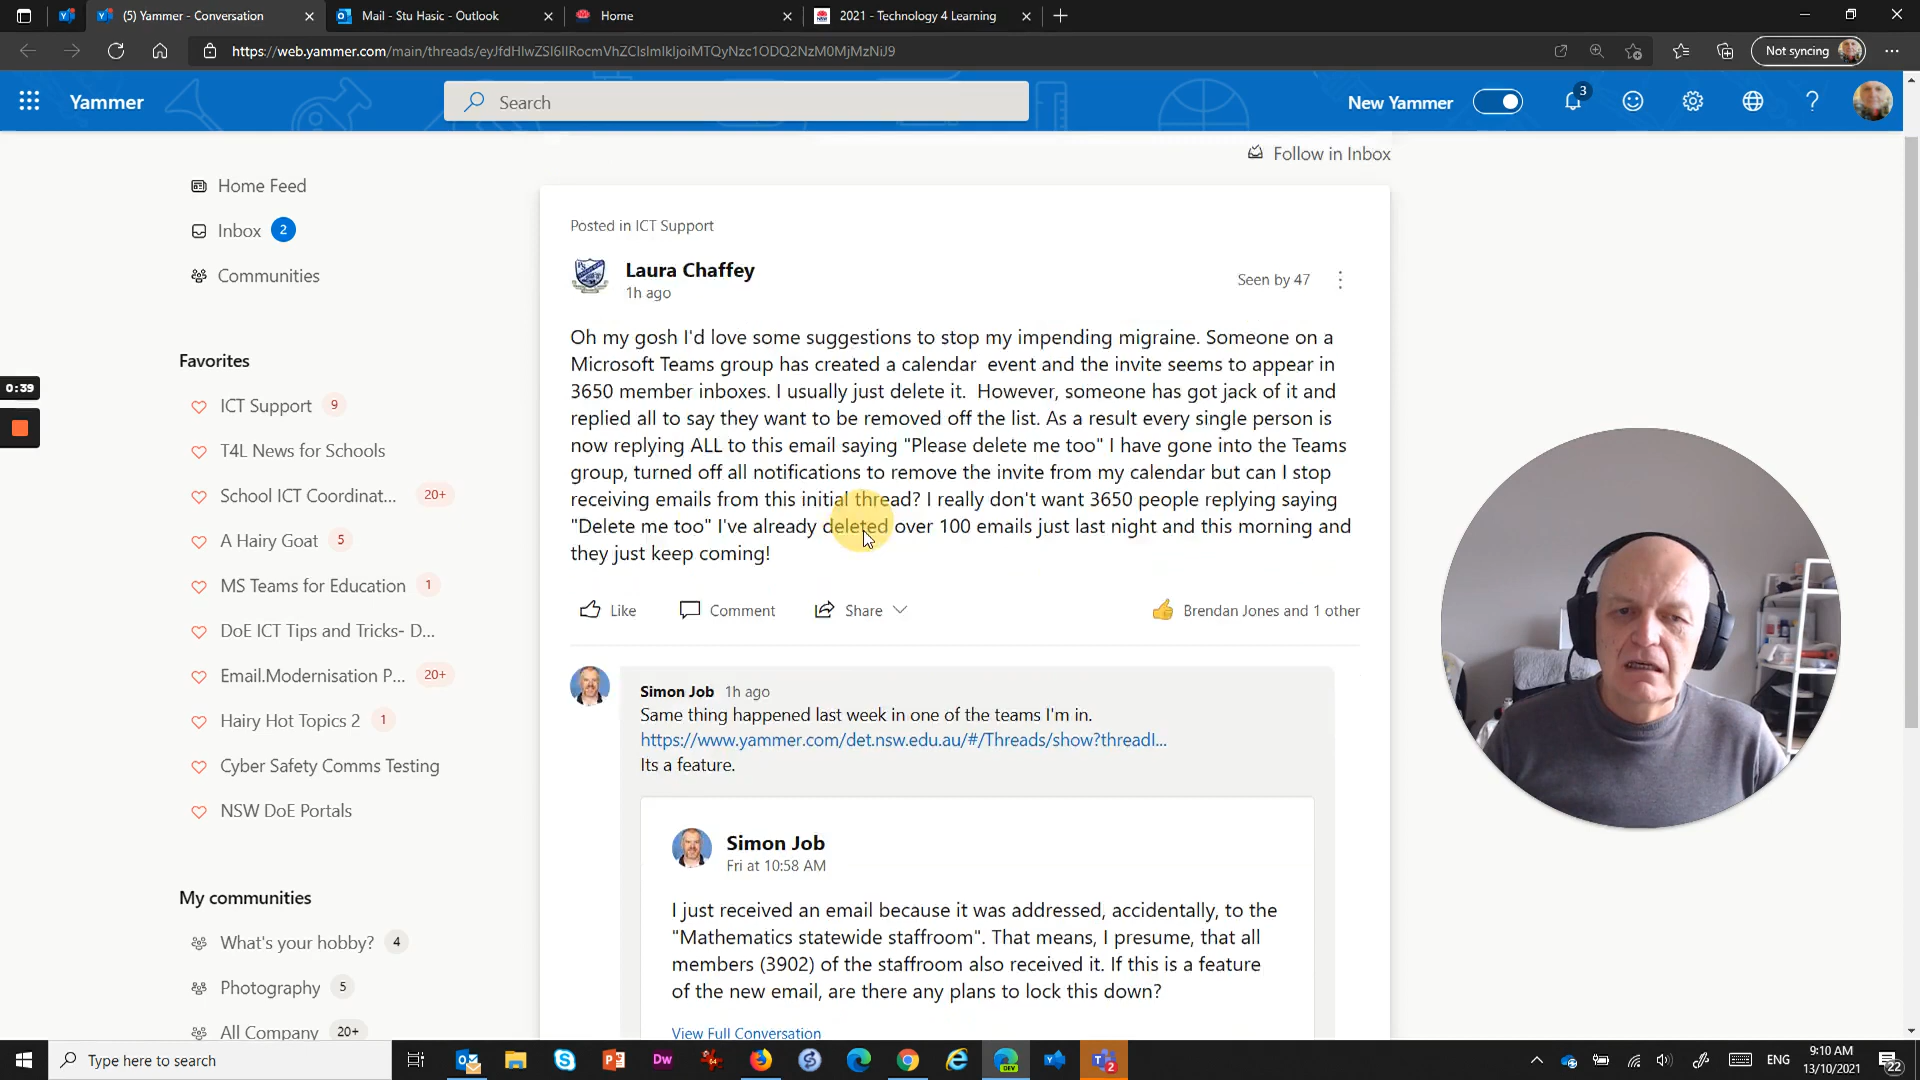 (5) Yammer - Conversation
Mail - Stu Hasic - Outlook
Home
2021 - Technology 4 Learning
Not syncing
Yammer
Search
New Yammer
3
Follow in Inbox
Home Feed
Inbox 2
Communities
Favorites
ICT Support 9
T4L News for Schools
School ICT Coordinat... 20+
A Hairy Goat 5
MS Teams for Education 1
DoE ICT Tips and Tricks- D...
Email.Modernisation P... 20+
Hairy Hot Topics 2 1
Cyber Safety Comms Testing
NSW DoE Portals
My communities
What's your hobby? 4
Photography 5
All Company 20+
0:39
Posted in ICT Support
Laura Chaffey
1h ago
Seen by 47
Oh my gosh I'd love some suggestions to stop my impending migraine. Someone on a
Microsoft Teams group has created a calendar event and the invite seems to appear in
3650 member inboxes. I usually just delete it. However, someone has got jack of it and
replied all to say they want to be removed off the list. As a result every single person is
now replying ALL to this email saying "Please delete me too" I have gone into the Teams
group, turned off all notifications to remove the invite from my calendar but can I stop
receiving emails from this initial thread? I really don't want 3650 people replying saying
"Delete me too" I've already deleted over 100 emails just last night and this morning and
they just keep coming!
Like
Comment
Share
Brendan Jones and 1 other
Simon Job 1h ago
Same thing happened last week in one of the teams I'm in.
https://www.yammer.com/det.nsw.edu.au/#/Threads/show?threadI...
Its a feature.
Simon Job
Fri at 10:58 AM
I just received an email because it was addressed, accidentally, to the
"Mathematics statewide staffroom". That means, I presume, that all
members (3902) of the staffroom also received it. If this is a feature
of the new email, are there any plans to lock this down?
View Full Conversation
Type here to search
Dw
DEV
2
ENG
9:10 AM
13/10/2021
22